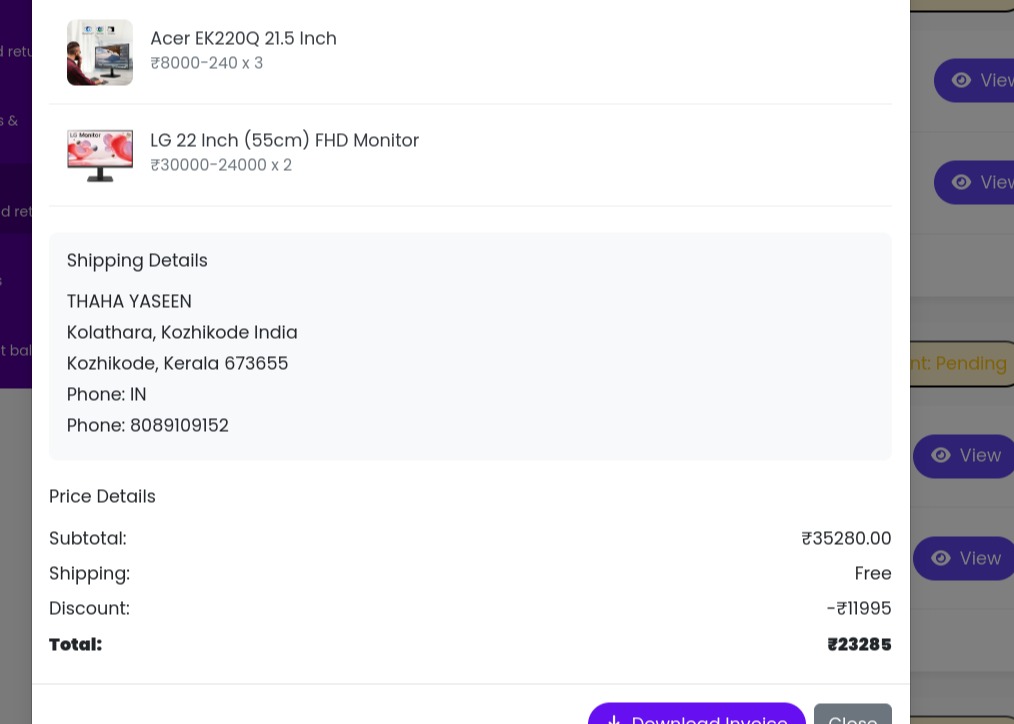 Acer EK220Q 21.5 Inch
₹8000-240 x 3
LG Monitor
LG 22 Inch (55cm) FHD Monitor
₹30000-24000 x 2
Shipping Details
THAHA YASEEN
Kolathara, Kozhikode India
Kozhikode, Kerala 673655
Phone: IN
Phone: 8089109152
Price Details
Subtotal: ₹35280.00
Shipping: Free
Discount: -₹11995
Total: ₹23285
Download Invoice
Close
d retu
s &
d ret
s
t bal
View
View
nt: Pending
View
View